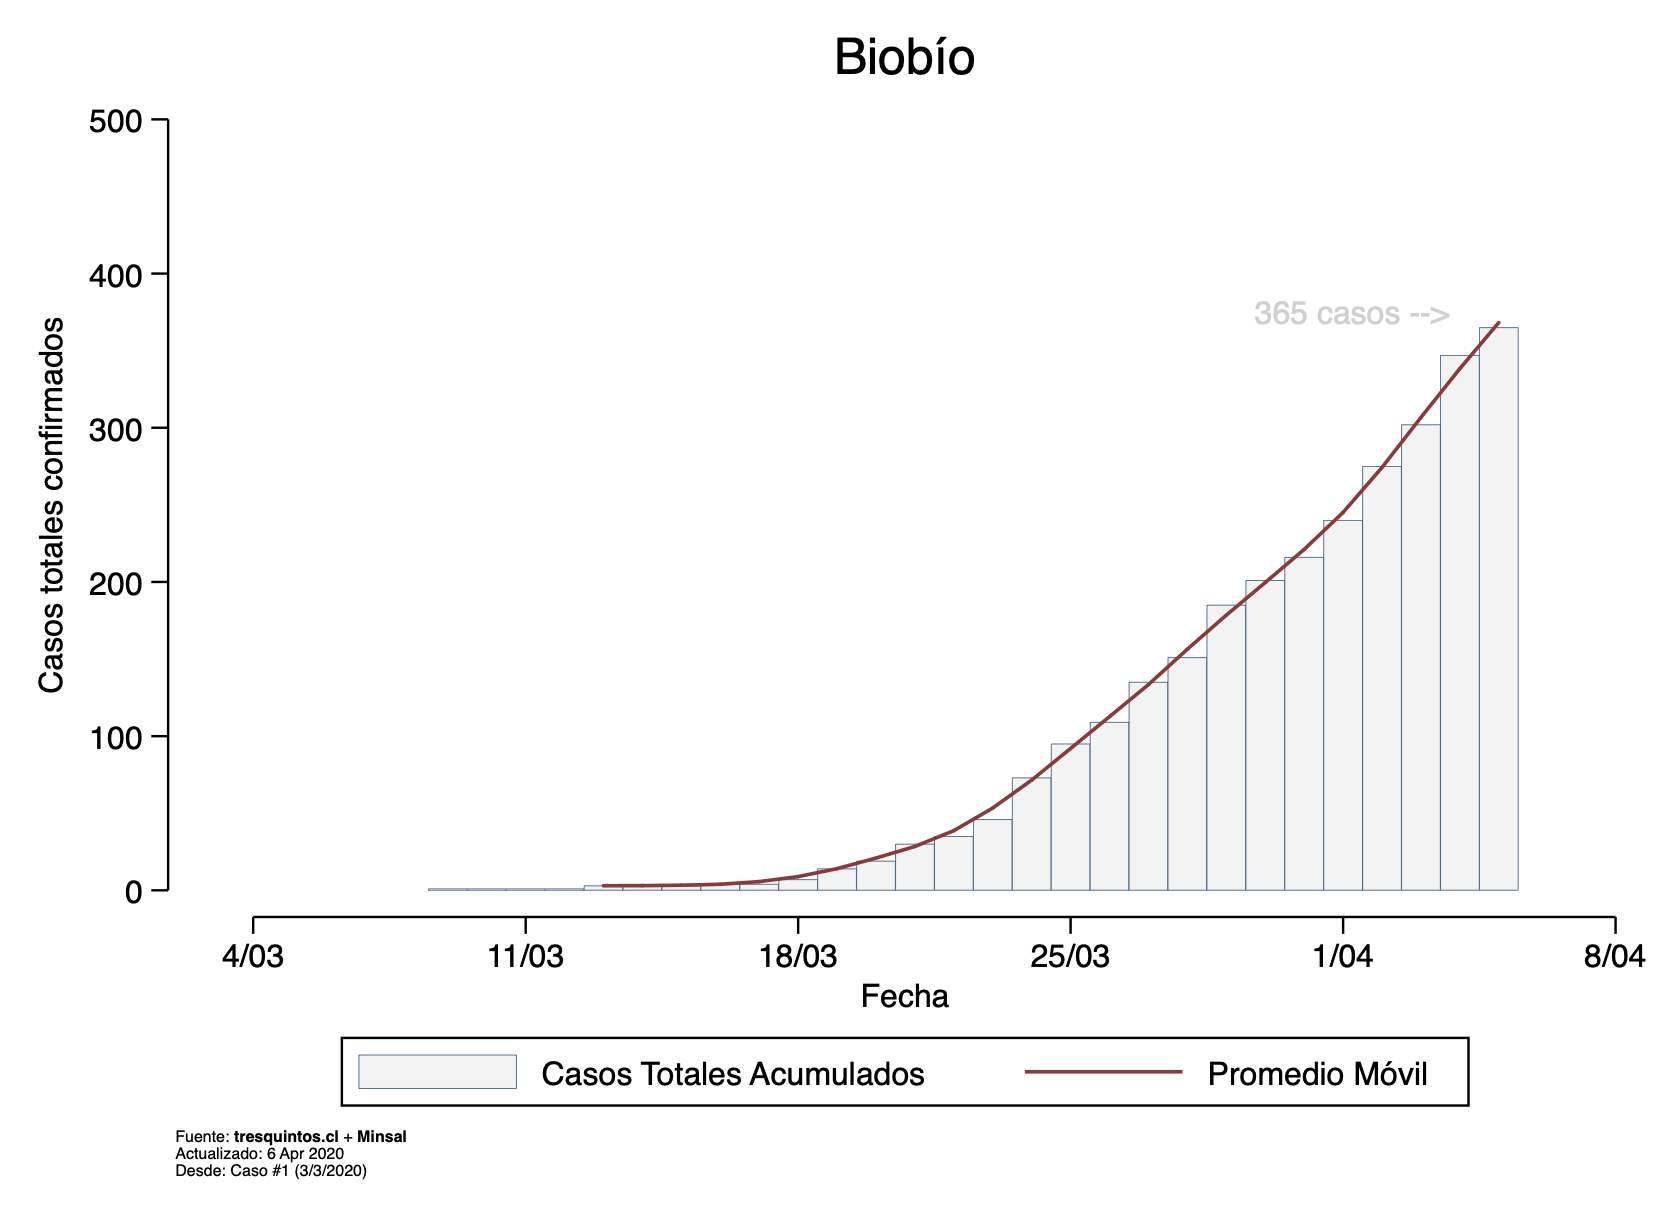 Biobío
500
400
300
200
100
0
Casos totales confirmados
365 casos -->
4/03 11/03 18/03 25/03 1/04 8/04
Fecha
Casos Totales Acumulados Promedio Móvil
Fuente: tresquintos.cl + Minsal
Actualizado: 6 Apr 2020
Desde: Caso #1 (3/3/2020)